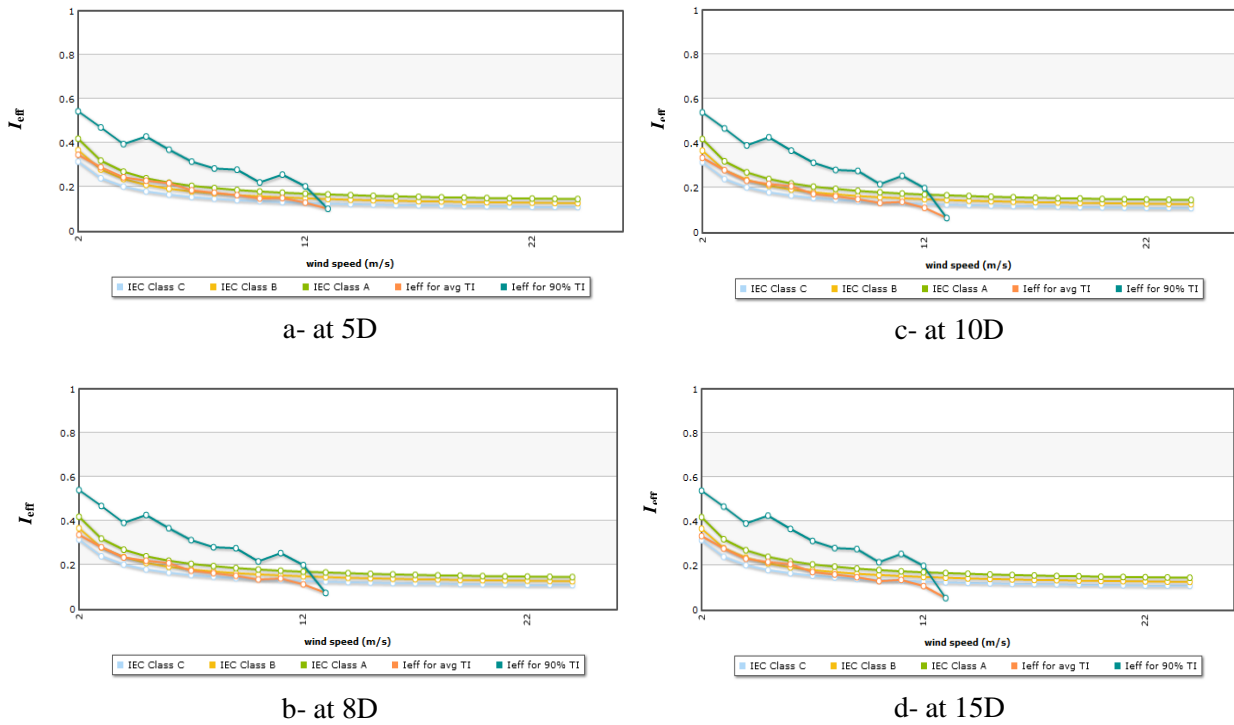 1
0.8
0.6
0.4
0.2
0
Ieff
2
12
22
wind speed (m/s)
IEC Class C IEC Class B IEC Class A Ieff for avg TI Ieff for 90% TI
a- at 5D
1
0.8
0.6
0.4
0.2
0
Ieff
2
12
22
wind speed (m/s)
IEC Class C IEC Class B IEC Class A Ieff for avg TI Ieff for 90% TI
c- at 10D
1
0.8
0.6
0.4
0.2
0
Ieff
2
12
22
wind speed (m/s)
IEC Class C IEC Class B IEC Class A Ieff for avg TI Ieff for 90% TI
b- at 8D
1
0.8
0.6
0.4
0.2
0
Ieff
2
12
22
wind speed (m/s)
IEC Class C IEC Class B IEC Class A Ieff for avg TI Ieff for 90% TI
d- at 15D